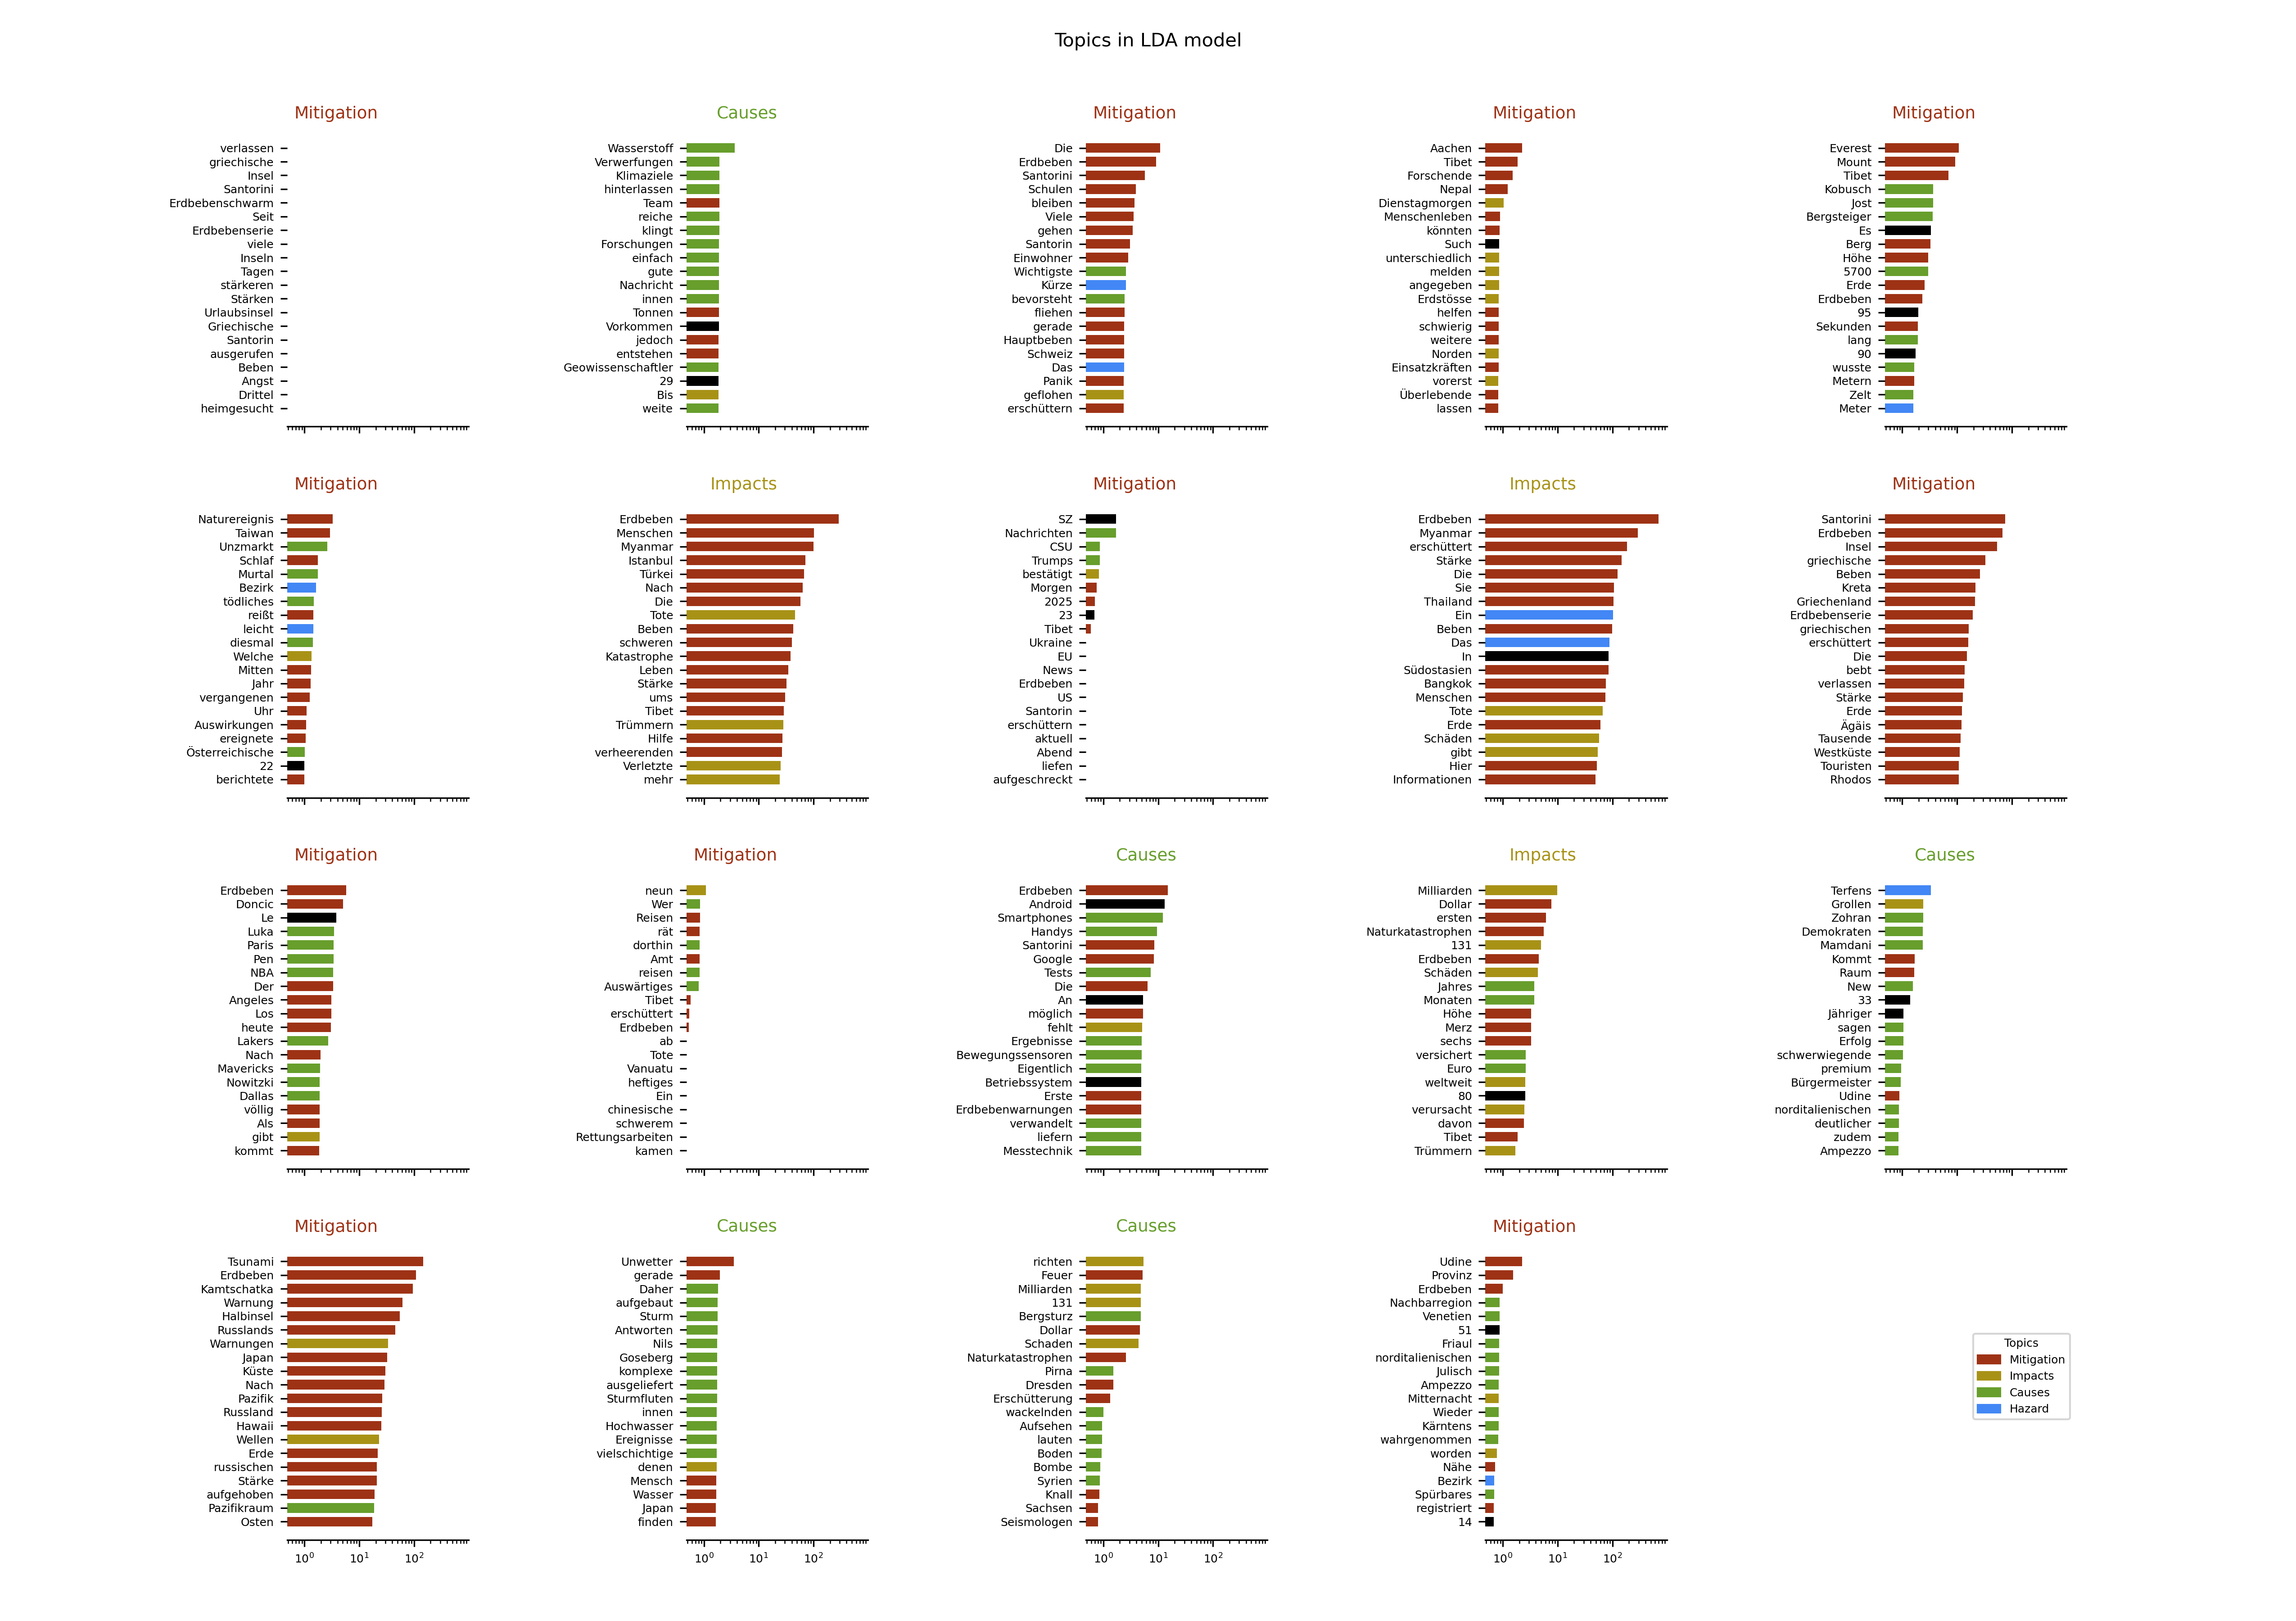 Topics in LDA model
Mitigation
verlassen
griechische
Insel
Santorini
Erdbebenschwarm
Seit
Erdbebenserie
viele
Inseln
Tagen
stärkeren
Stärken
Urlaubsinsel
Griechische
Santorin
ausgerufen
Beben
Angst
Drittel
heimgesucht
Causes
Wasserstoff
Verwerfungen
Klimaziele
hinterlassen
Team
reiche
klingt
Forschungen
einfach
gute
Nachricht
innen
Tonnen
Vorkommen
jedoch
entstehen
Geowissenschaftler
29
Bis
weite
Mitigation
Die
Erdbeben
Santorini
Schulen
bleiben
Viele
gehen
Santorin
Einwohner
Wichtigste
Kürze
bevorsteht
fliehen
gerade
Hauptbeben
Schweiz
Das
Panik
geflohen
erschüttern
Mitigation
Aachen
Tibet
Forschende
Nepal
Dienstagmorgen
Menschenleben
könnten
Such
unterschiedlich
melden
angegeben
Erdstösse
helfen
schwierig
weitere
Norden
Einsatzkräften
vorerst
Überlebende
lassen
Mitigation
Everest
Mount
Tibet
Kobusch
Jost
Bergsteiger
Es
Berg
Höhe
5700
Erde
Erdbeben
95
Sekunden
lang
90
wusste
Metern
Zelt
Meter
Mitigation
Naturereignis
Taiwan
Unzmarkt
Schlaf
Murtal
Bezirk
tödliches
reißt
leicht
diesmal
Welche
Mitten
Jahr
vergangenen
Uhr
Auswirkungen
ereignete
Österreichische
22
berichtete
Impacts
Erdbeben
Menschen
Myanmar
Istanbul
Türkei
Nach
Die
Tote
Beben
schweren
Katastrophe
Leben
Stärke
ums
Tibet
Trümmern
Hilfe
verheerenden
Verletzte
mehr
Mitigation
SZ
Nachrichten
CSU
Trumps
bestätigt
Morgen
2025
23
Tibet
Ukraine
EU
News
Erdbeben
US
Santorin
erschüttern
aktuell
Abend
liefen
aufgeschreckt
Impacts
Erdbeben
Myanmar
erschüttert
Stärke
Die
Sie
Thailand
Ein
Beben
Das
In
Südostasien
Bangkok
Menschen
Tote
Erde
Schäden
gibt
Hier
Informationen
Mitigation
Santorini
Erdbeben
Insel
griechische
Beben
Kreta
Griechenland
Erdbebenserie
griechischen
erschüttert
Die
bebt
verlassen
Stärke
Erde
Ägäis
Tausende
Westküste
Touristen
Rhodos
Mitigation
Erdbeben
Doncic
Le
Luka
Paris
Pen
NBA
Der
Angeles
Los
heute
Lakers
Nach
Mavericks
Nowitzki
Dallas
völlig
Als
gibt
kommt
Mitigation
neun
Wer
Reisen
rät
dorthin
Amt
reisen
Auswärtiges
Tibet
erschüttert
Erdbeben
ab
Tote
Vanuatu
heftiges
Ein
chinesische
schwerem
Rettungsarbeiten
kamen
Causes
Erdbeben
Android
Smartphones
Handys
Santorini
Google
Tests
Die
An
möglich
fehlt
Ergebnisse
Bewegungssensoren
Eigentlich
Betriebssystem
Erste
Erdbebenwarnungen
verwandelt
liefern
Messtechnik
Impacts
Milliarden
Dollar
ersten
Naturkatastrophen
131
Erdbeben
Schäden
Jahres
Monaten
Höhe
Merz
sechs
versichert
Euro
weltweit
80
verursacht
davon
Tibet
Trümmern
Causes
Terfens
Grollen
Zohran
Demokraten
Mamdani
Kommt
Raum
New
33
Jähriger
sagen
Erfolg
schwerwiegende
premium
Bürgermeister
Udine
norditalienischen
deutlicher
zudem
Ampezzo
Mitigation
Tsunami
Erdbeben
Kamtschatka
Warnung
Halbinsel
Russlands
Warnungen
Japan
Küste
Nach
Pazifik
Russland
Hawaii
Wellen
Erde
russischen
Stärke
aufgehoben
Pazifikraum
Osten
10⁰ 10¹ 10²
Causes
Unwetter
gerade
Daher
aufgebaut
Sturm
Antworten
Nils
Goseberg
komplexe
ausgeliefert
Sturmfluten
innen
Hochwasser
Ereignisse
vielschichtige
denen
Mensch
Wasser
Japan
finden
10⁰ 10¹ 10²
Causes
richten
Feuer
Milliarden
131
Bergsturz
Dollar
Schaden
Naturkatastrophen
Pirna
Dresden
Erschütterung
wackelnden
Aufsehen
lauten
Boden
Bombe
Syrien
Knall
Sachsen
Seismologen
10⁰ 10¹ 10²
Mitigation
Udine
Provinz
Erdbeben
Nachbarregion
Venetien
51
Friaul
norditalienischen
Julisch
Ampezzo
Mitternacht
Wieder
Kärntens
wahrgenommen
worden
Nähe
Bezirk
Spürbares
registriert
14
10⁰ 10¹ 10²
Topics
Mitigation
Impacts
Causes
Hazard